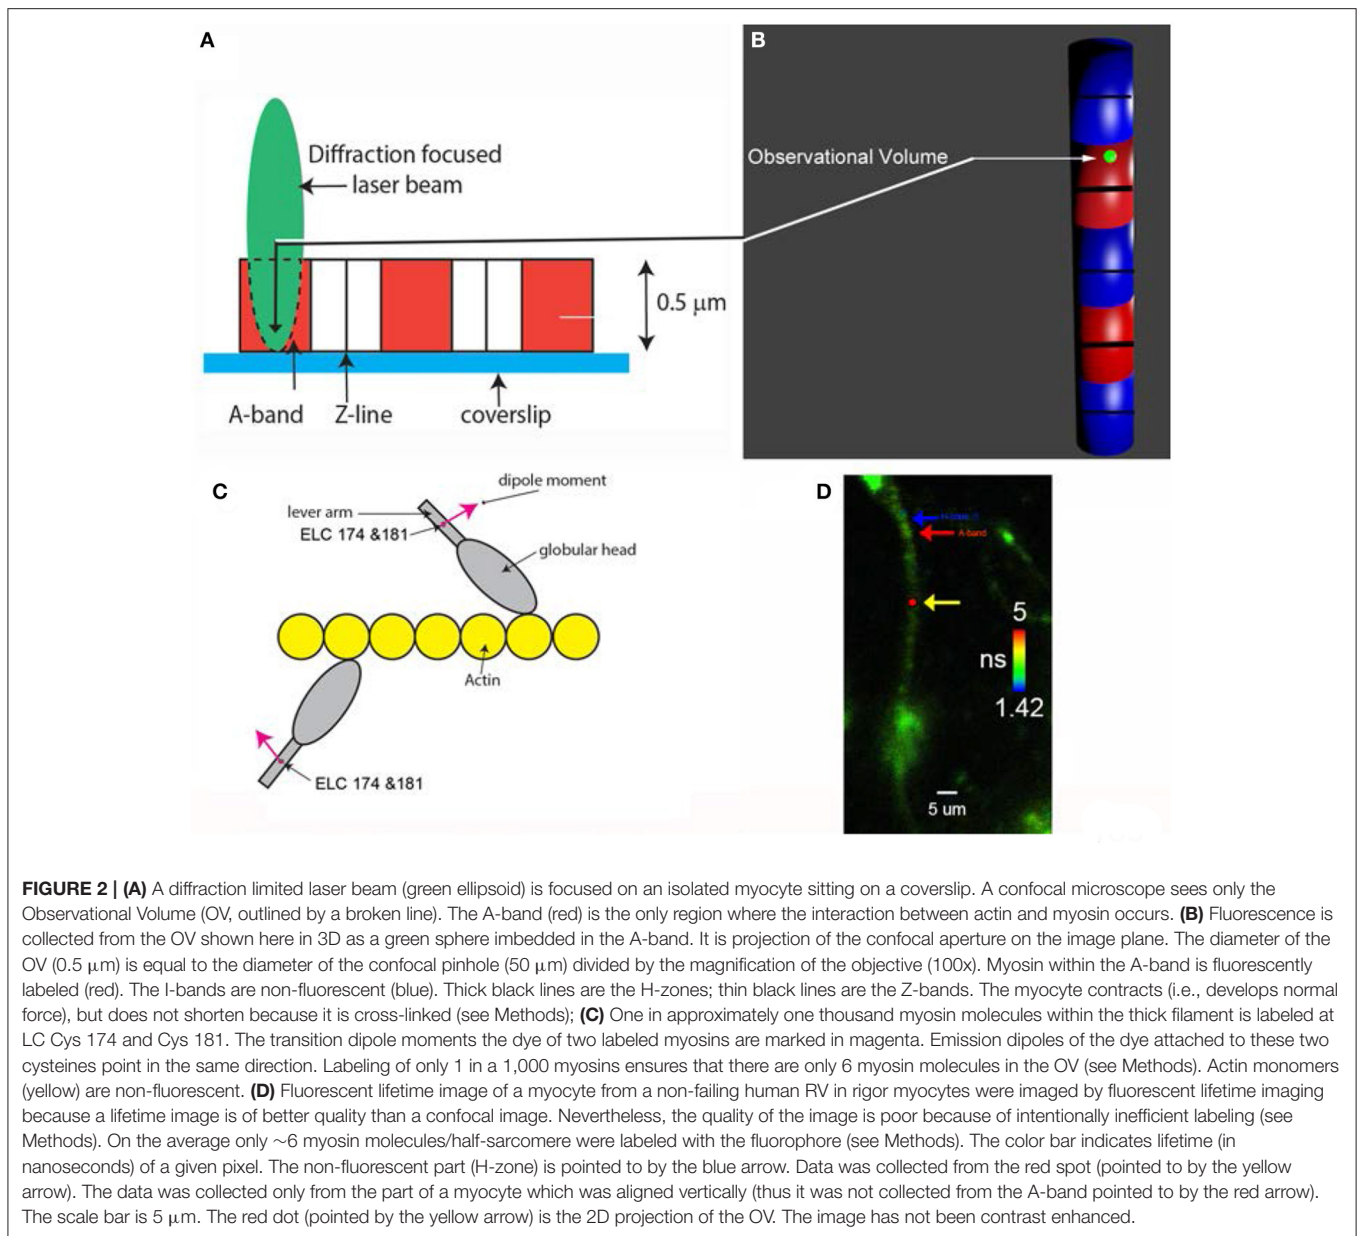 A
Diffraction focused
laser beam
0.5 μm
A-band
Z-line
coverslip
B
Observational Volume
C
dipole moment
lever arm
ELC 174 &181
globular head
Actin
ELC 174 &181
D
A-band
5
ns
1.42
5 um
FIGURE 2 | (A) A diffraction limited laser beam (green ellipsoid) is focused on an isolated myocyte sitting on a coverslip. A confocal microscope sees only the
Observational Volume (OV, outlined by a broken line). The A-band (red) is the only region where the interaction between actin and myosin occurs. (B) Fluorescence is
collected from the OV shown here in 3D as a green sphere imbedded in the A-band. It is projection of the confocal aperture on the image plane. The diameter of the
OV (0.5 μm) is equal to the diameter of the confocal pinhole (50 μm) divided by the magnification of the objective (100x). Myosin within the A-band is fluorescently
labeled (red). The I-bands are non-fluorescent (blue). Thick black lines are the H-zones; thin black lines are the Z-bands. The myocyte contracts (i.e., develops normal
force), but does not shorten because it is cross-linked (see Methods); (C) One in approximately one thousand myosin molecules within the thick filament is labeled at
LC Cys 174 and Cys 181. The transition dipole moments the dye of two labeled myosins are marked in magenta. Emission dipoles of the dye attached to these two
cysteines point in the same direction. Labeling of only 1 in a 1,000 myosins ensures that there are only 6 myosin molecules in the OV (see Methods). Actin monomers
(yellow) are non-fluorescent. (D) Fluorescent lifetime image of a myocyte from a non-failing human RV in rigor myocytes were imaged by fluorescent lifetime imaging
because a lifetime image is of better quality than a confocal image. Nevertheless, the quality of the image is poor because of intentionally inefficient labeling (see
Methods). On the average only ~6 myosin molecules/half-sarcomere were labeled with the fluorophore (see Methods). The color bar indicates lifetime (in
nanoseconds) of a given pixel. The non-fluorescent part (H-zone) is pointed to by the blue arrow. Data was collected from the red spot (pointed to by the yellow
arrow). The data was collected only from the part of a myocyte which was aligned vertically (thus it was not collected from the A-band pointed to by the red arrow).
The scale bar is 5 μm. The red dot (pointed by the yellow arrow) is the 2D projection of the OV. The image has not been contrast enhanced.